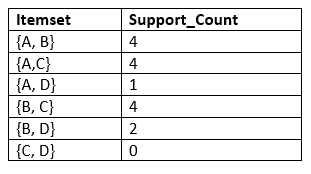 Itemset Support_Count
{A, B} 4
{A,C} 4
{A, D} 1
{B, C} 4
{B, D} 2
{C, D} 0